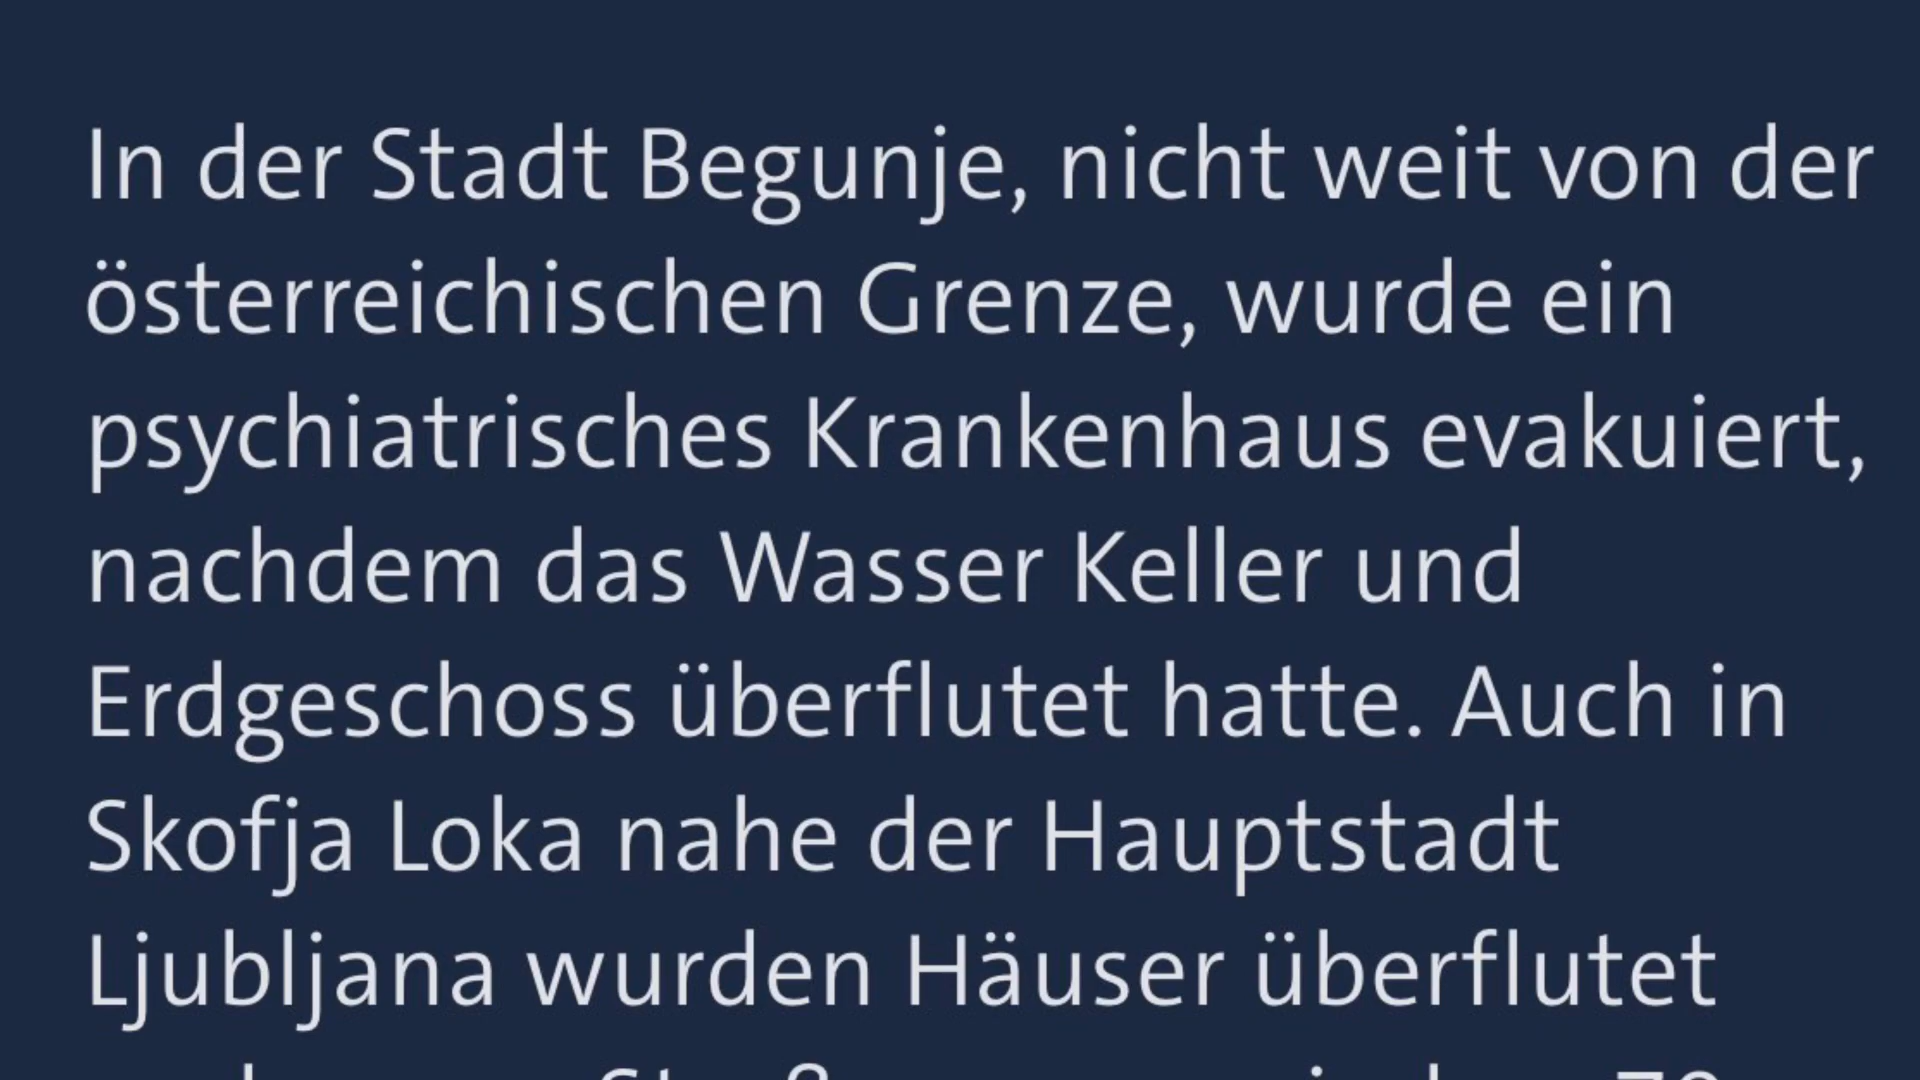 In der Stadt Begunje, nicht weit von der
österreichischen Grenze, wurde ein
psychiatrisches Krankenhaus evakuiert,
nachdem das Wasser Keller und
Erdgeschoss überflutet hatte. Auch in
Skofja Loka nahe der Hauptstadt
Ljubljana wurden Häuser überflutet